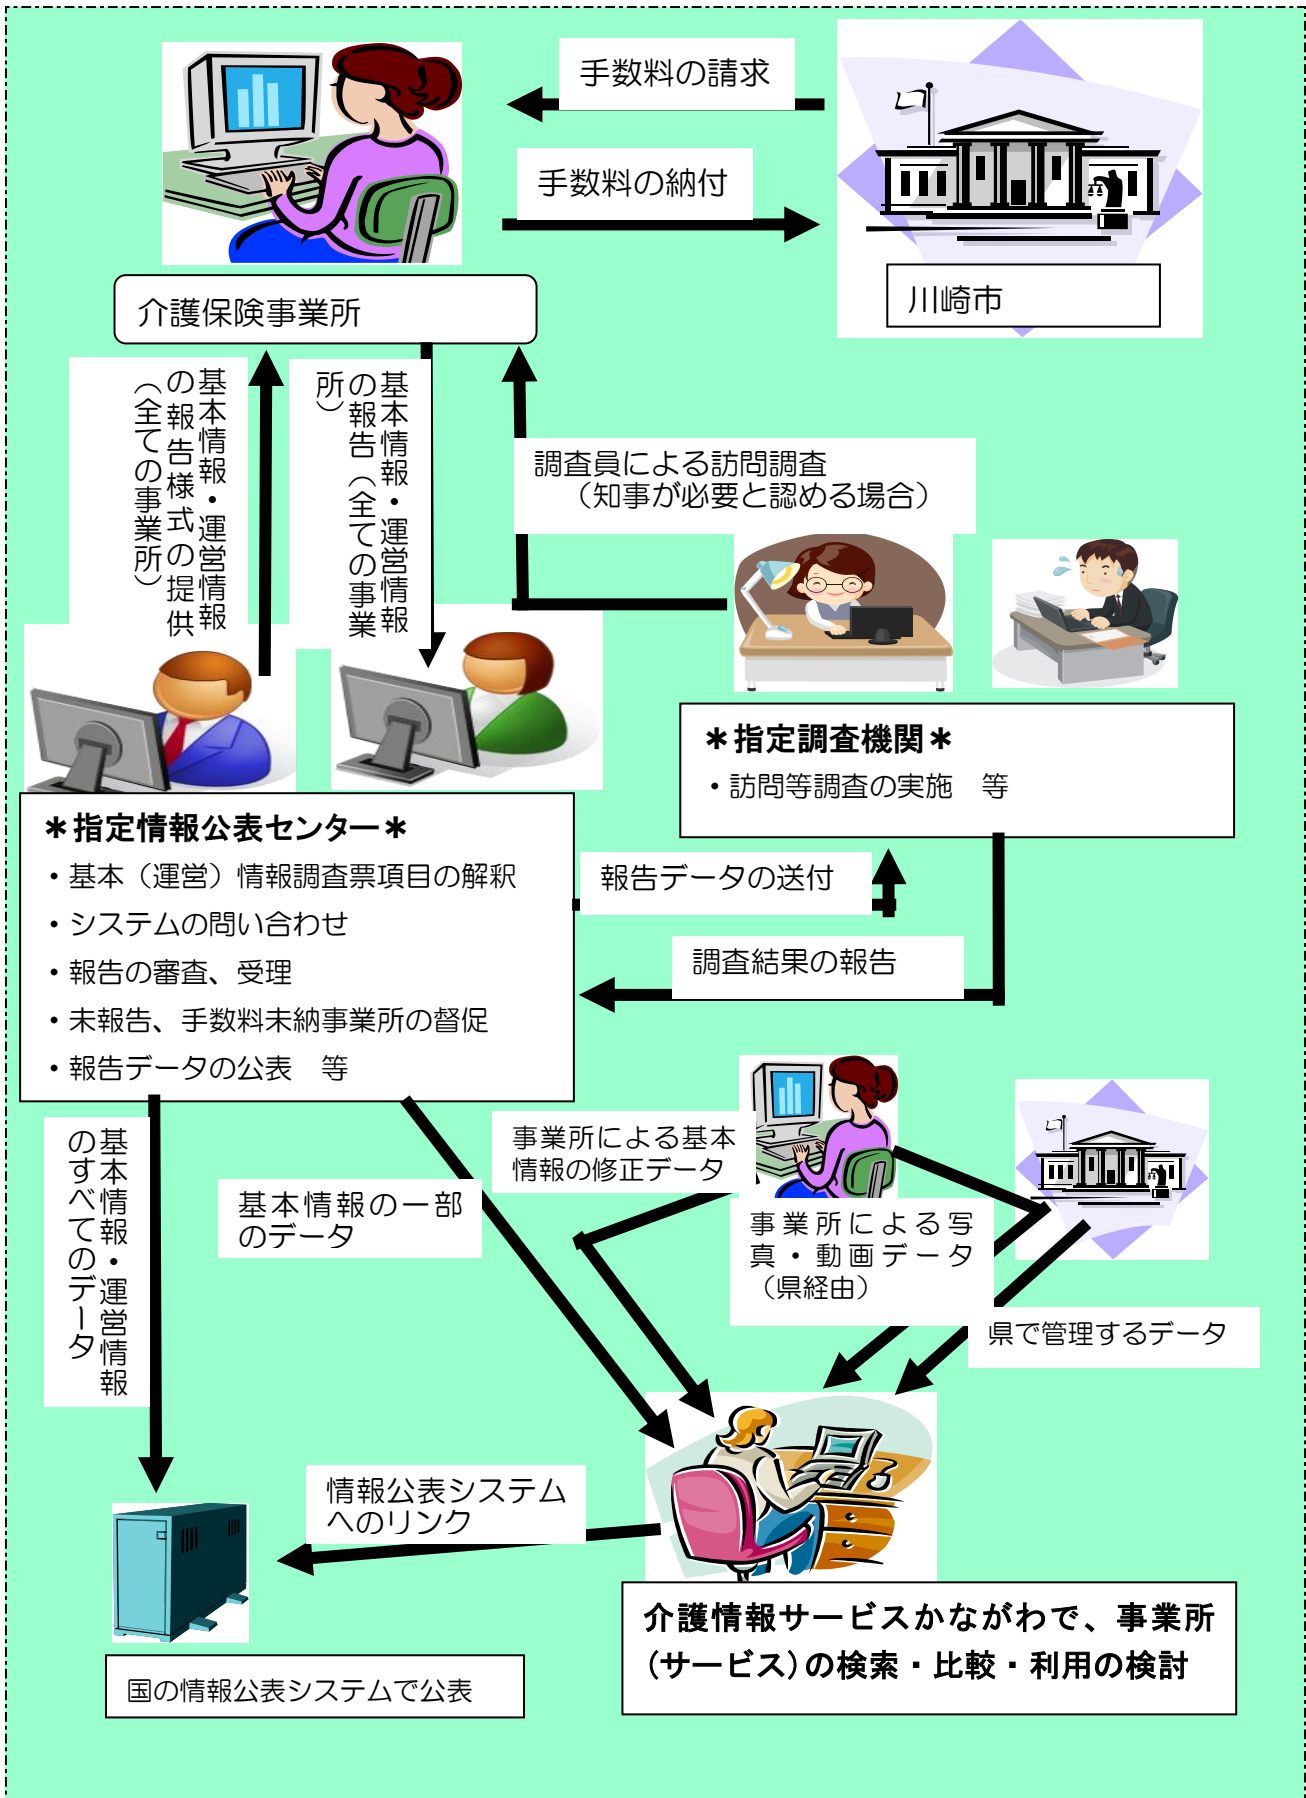 手数料の請求
手数料の納付
川崎市
介護保険事業所
基本情報・運営情報
の報告様式の提供
（全ての事業所）
基本情報・運営情報
の報告（全ての事業
所）
調査員による訪問調査
（知事が必要と認める場合）
＊指定調査機関＊
・訪問等調査の実施　等
＊指定情報公表センター＊
・基本（運営）情報調査票項目の解釈
・システムの問い合わせ
・報告の審査、受理
・未報告、手数料未納事業所の督促
・報告データの公表　等
報告データの送付
調査結果の報告
基本情報・運営情報
のすべてのデータ
基本情報の一部
のデータ
事業所による基本
情報の修正データ
事業所による写
真・動画データ
（県経由）
県で管理するデータ
情報公表システム
へのリンク
国の情報公表システムで公表
介護情報サービスかながわで、事業所
(サービス)の検索・比較・利用の検討